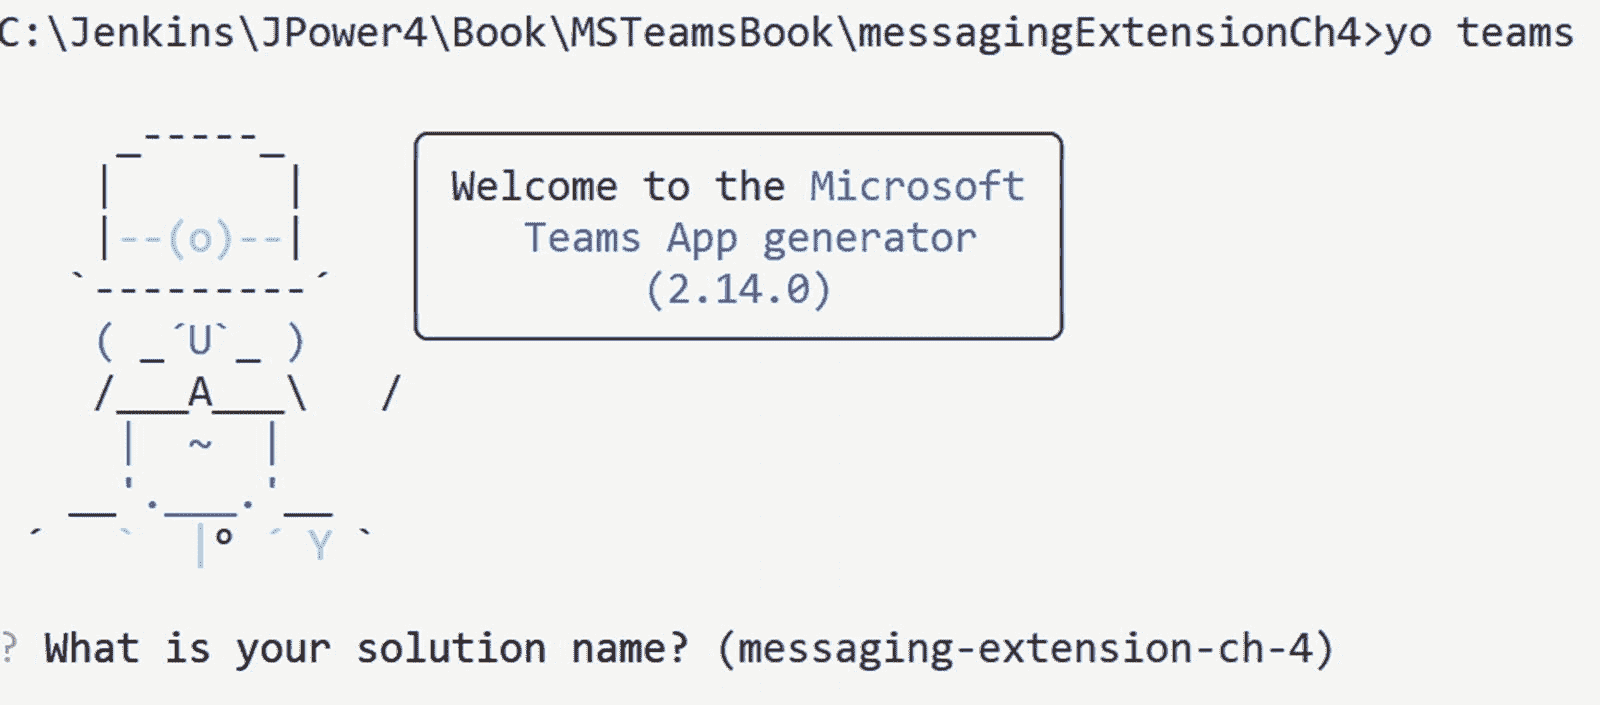 C:\Jenkins\JPower4\Book\MSTeamsBook\messagingExtensionCh4>yo teams
Welcome to the Microsoft
Teams App generator
(2.14.0)
? What is your solution name? (messaging-extension-ch-4)